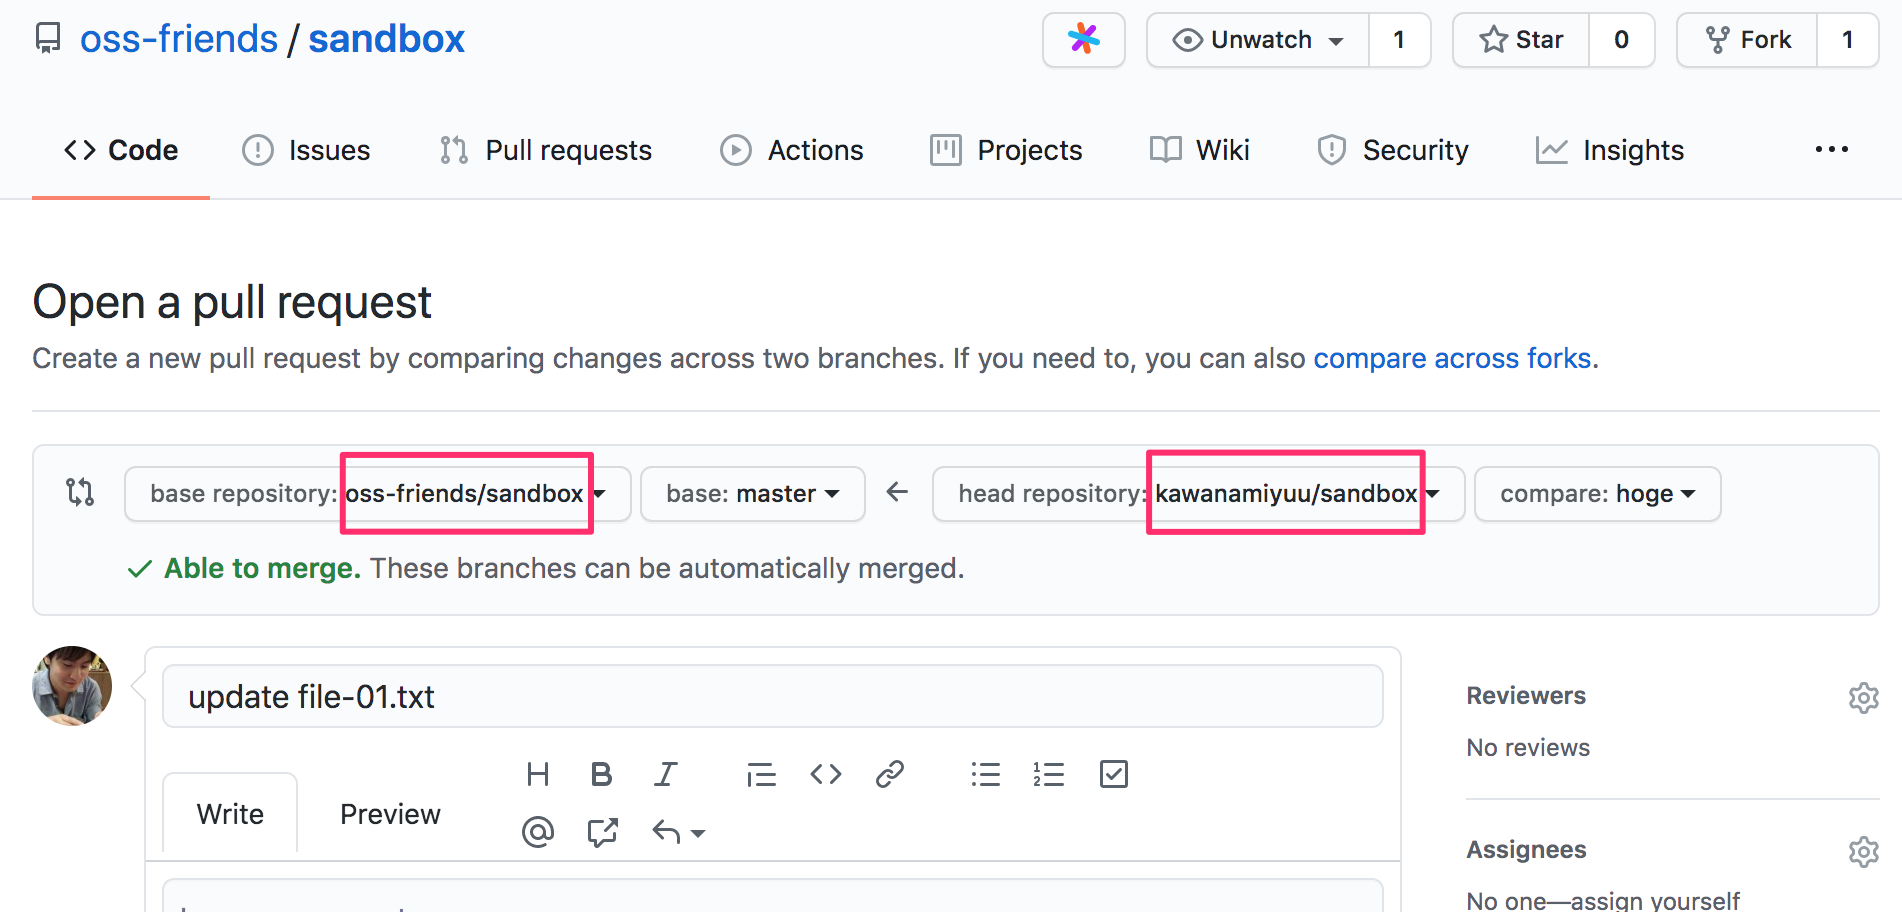 oss-friends / sandbox Unwatch 1 Star 0 Fork 1
Code Issues Pull requests Actions Projects Wiki Security Insights
Open a pull request
Create a new pull request by comparing changes across two branches. If you need to, you can also compare across forks.
base repository: oss-friends/sandbox base: master head repository: kawanamiyuu/sandbox compare: hoge
Able to merge. These branches can be automatically merged.
update file-01.txt
Reviewers
No reviews
Write Preview
Assignees
No one—assign yourself